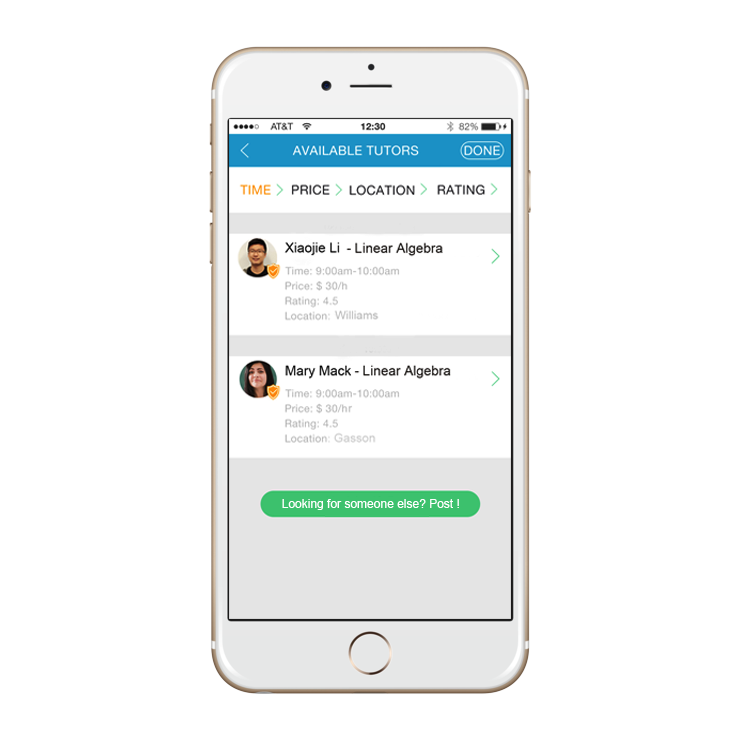 AT&T 12:30 82%
AVAILABLE TUTORS DONE
TIME PRICE LOCATION RATING
Xiaojie Li - Linear Algebra
Time: 9:00am-10:00am
Price: $ 30/h
Rating: 4.5
Location: Williams
Mary Mack - Linear Algebra
Time: 9:00am-10:00am
Price: $ 30/hr
Rating: 4.5
Location: Gasson
Looking for someone else? Post !